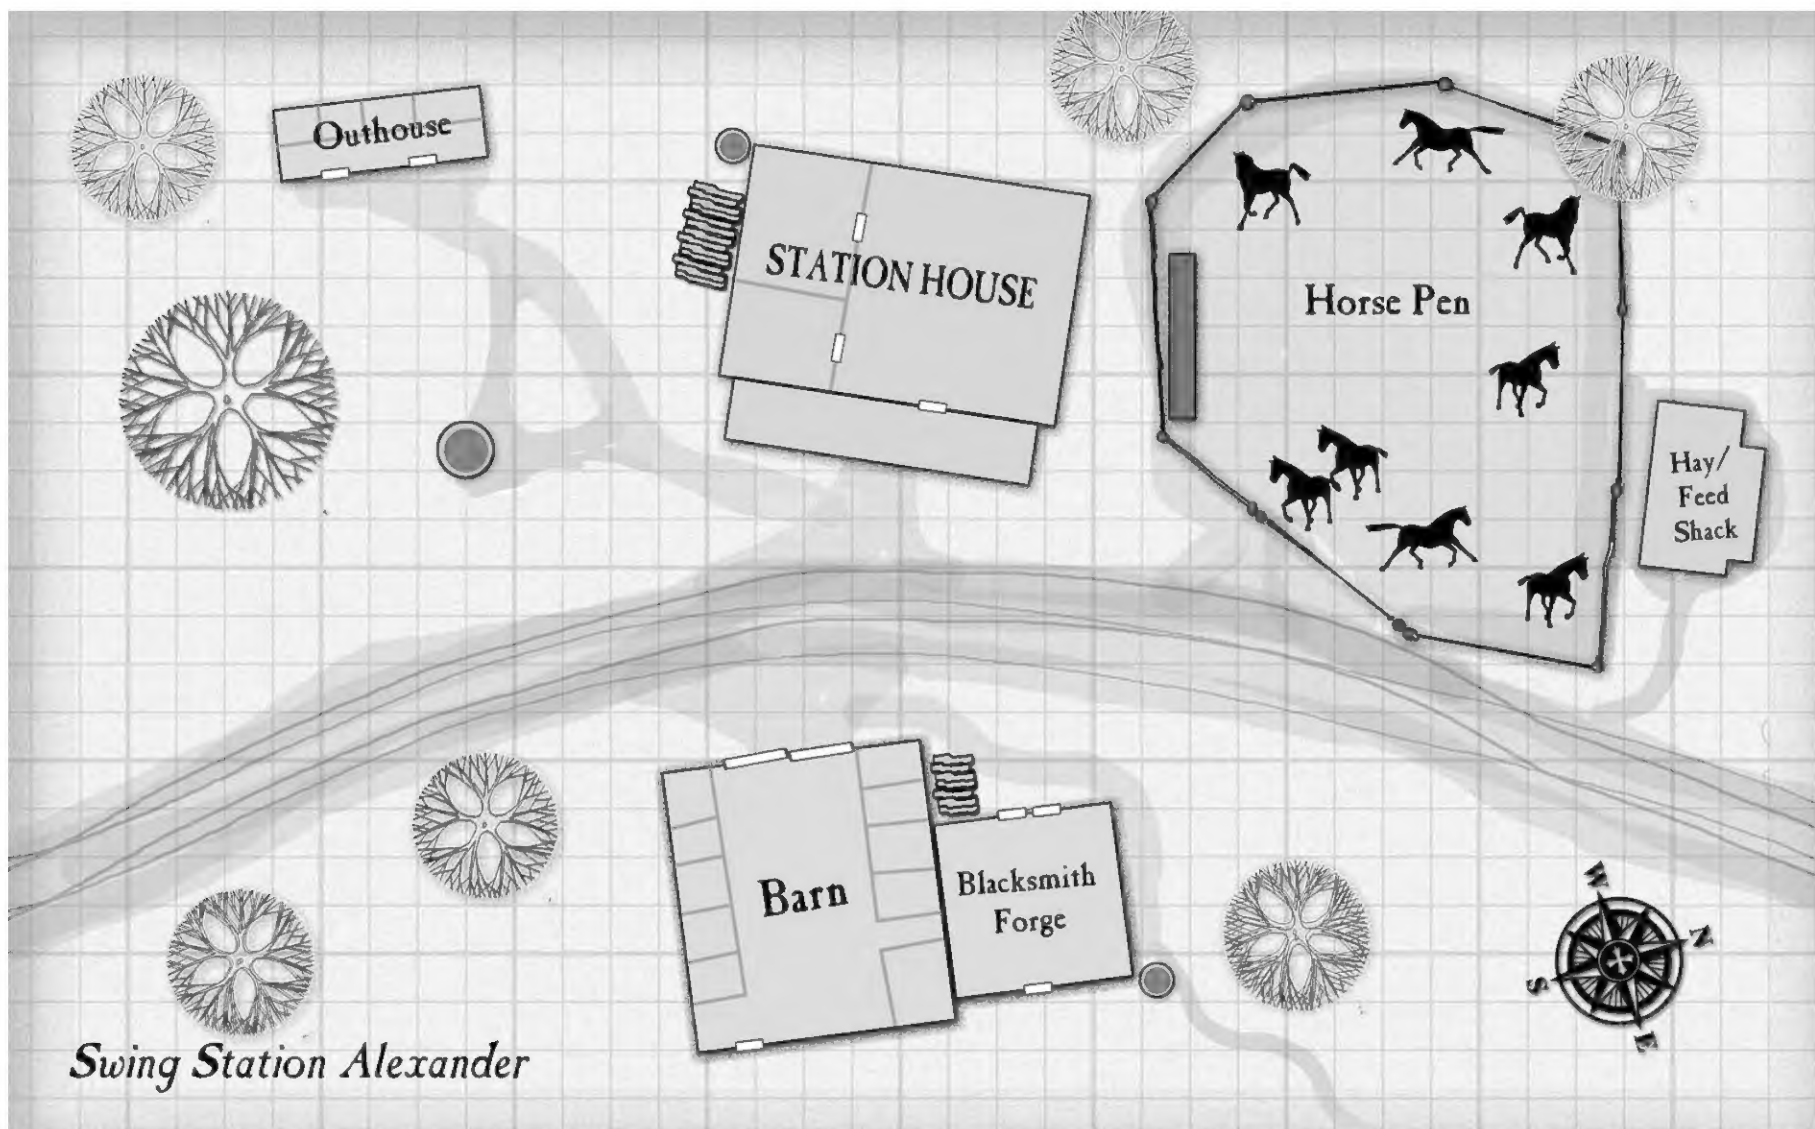 Outhouse
STATION HOUSE
Horse Pen
Hay/
Feed
Shack
Barn
Blacksmith
Forge
W
N
S
E
Swing Station Alexander